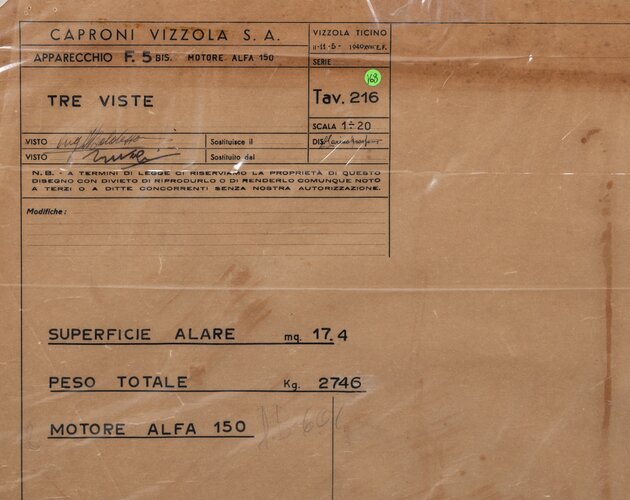 CAPRONI VIZZOLA S. A.
VIZZOLA TICINO
APPARECCHIO F. 5 BIS. MOTORE ALFA 150
SERIE
168
TRE VISTE
Tav. 216
SCALA 1÷20
VISTO
Sostituisce il
DIS.
VISTO
Sostituito dal
N.B. - A TERMINI DI LEGGE CI RISERVIAMO LA PROPRIETÀ DI QUESTO
DISEGNO CON DIVIETO DI RIPRODURLO O DI RENDERLO COMUNQUE NOTO
A TERZI O A DITTE CONCORRENTI SENZA NOSTRA AUTORIZZAZIONE.
Modifiche :
SUPERFICIE ALARE mq. 17.4
PESO TOTALE Kg. 2746
MOTORE ALFA 150